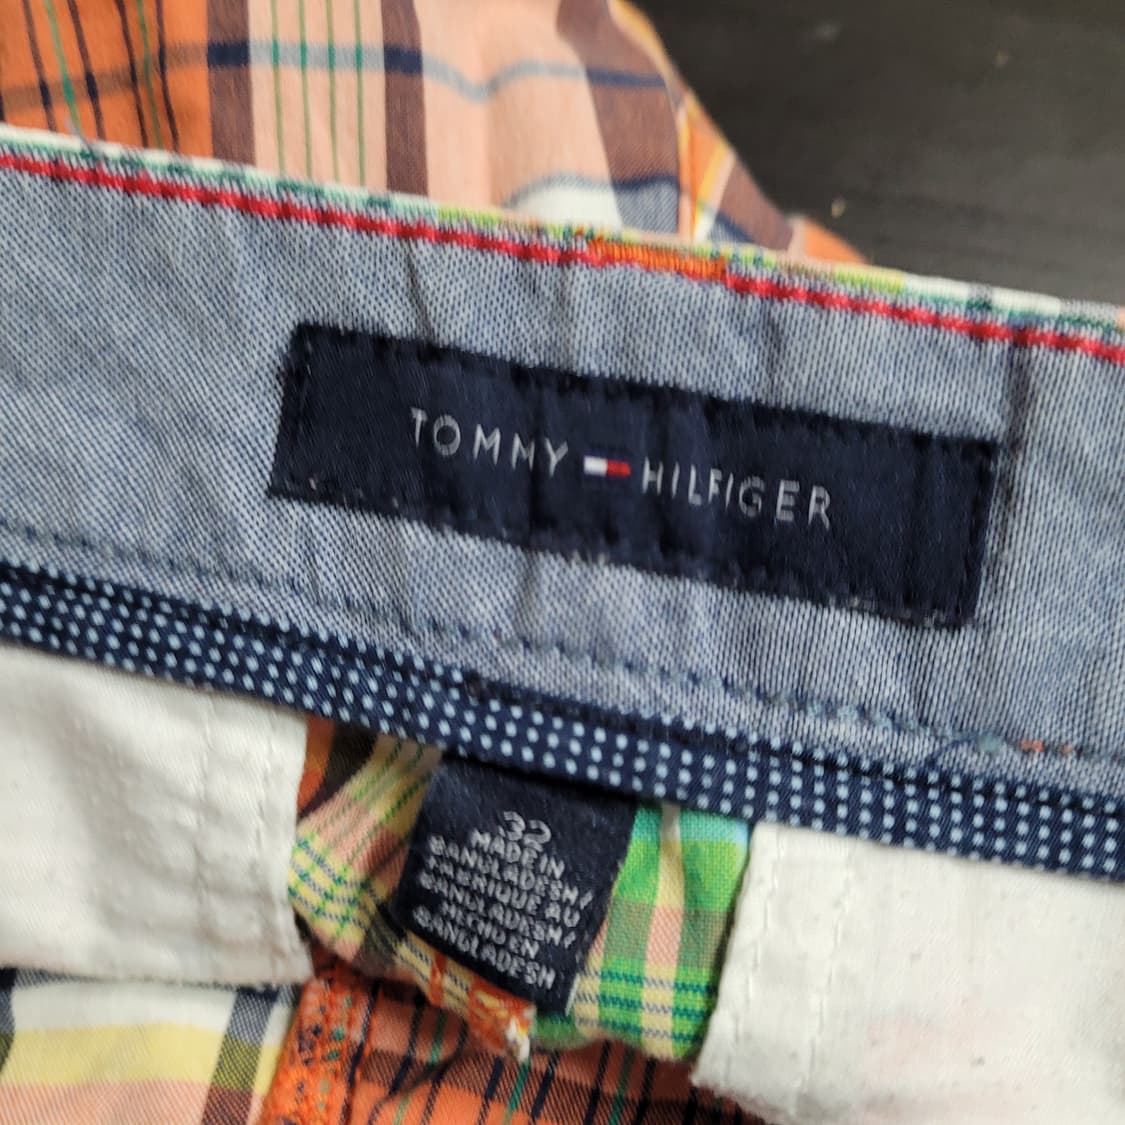 TOMMY HILFIGER
32
MADE IN
BANGLADESH/
FABRIQUE AU
BANGLADESH/
HECHO EN
BANGLADESH